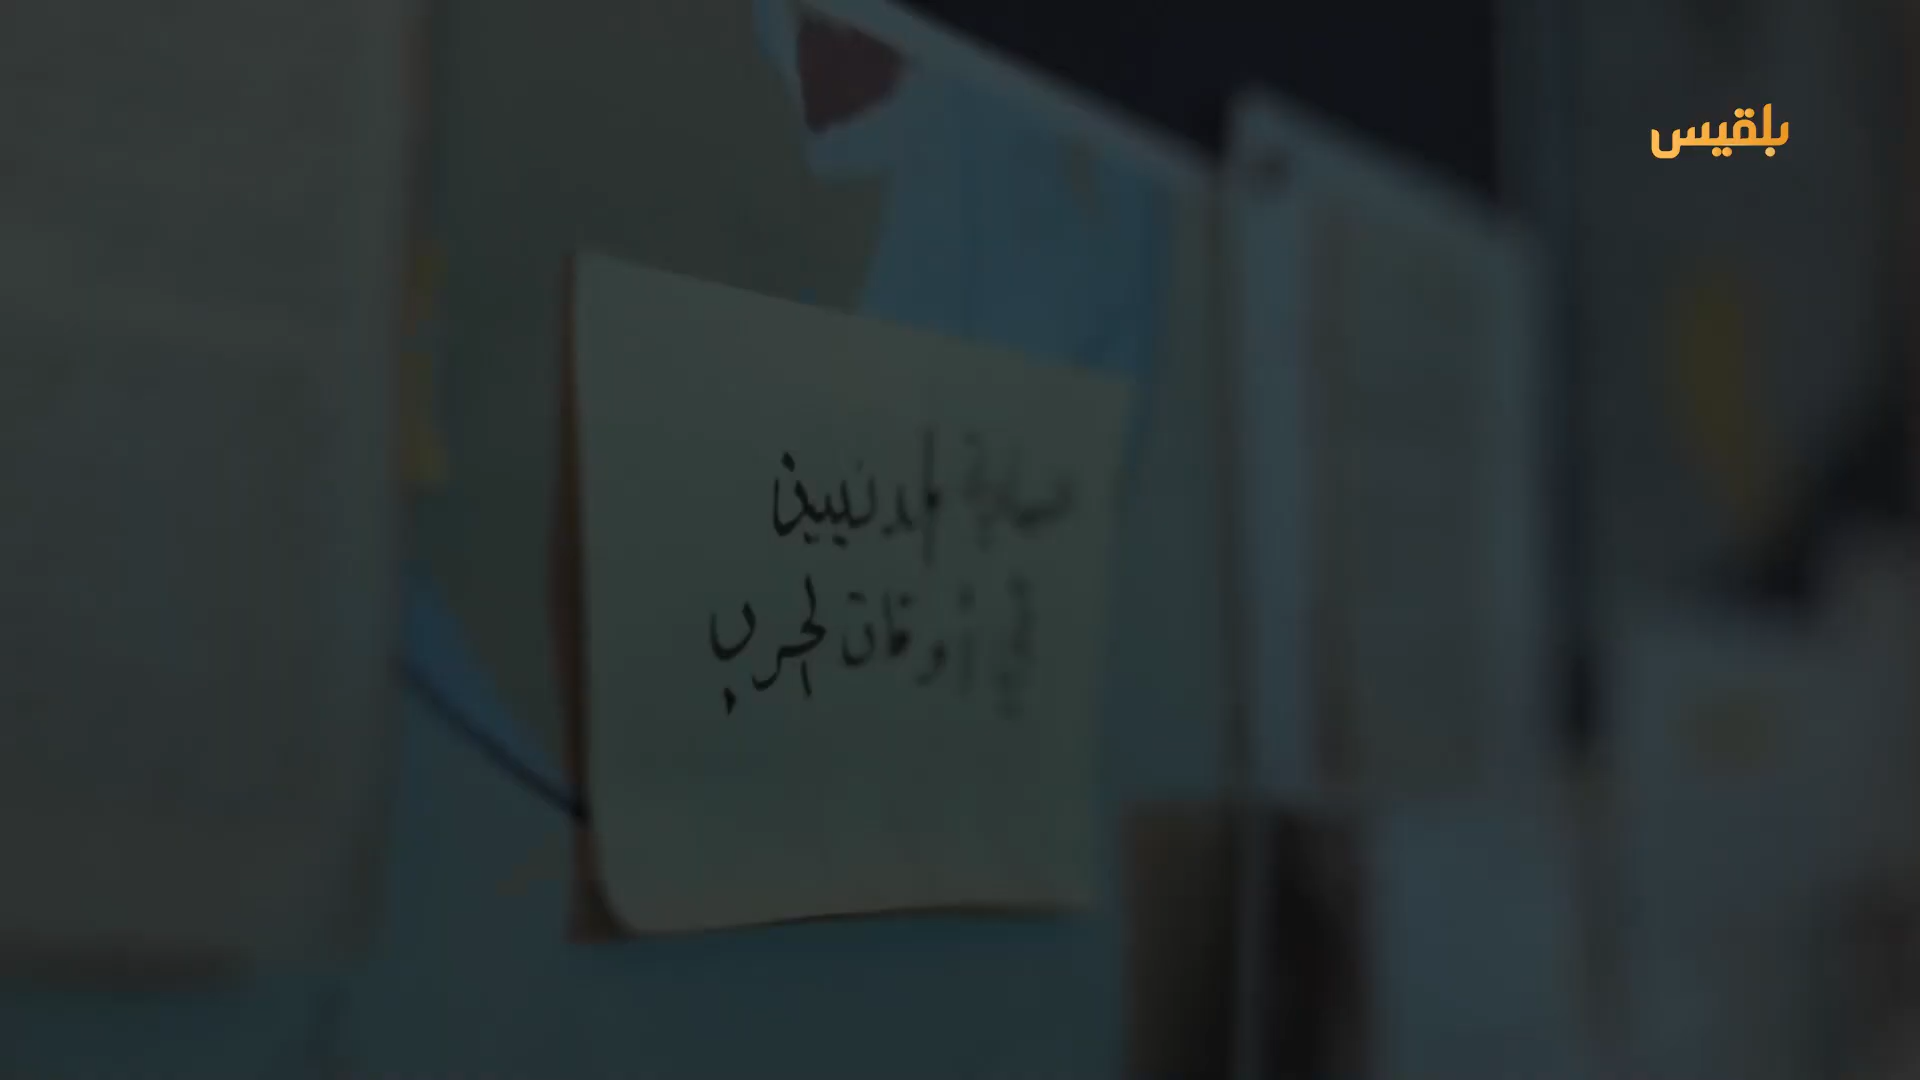 بلقيس
حماية المدنيين
في أوقات الحرب